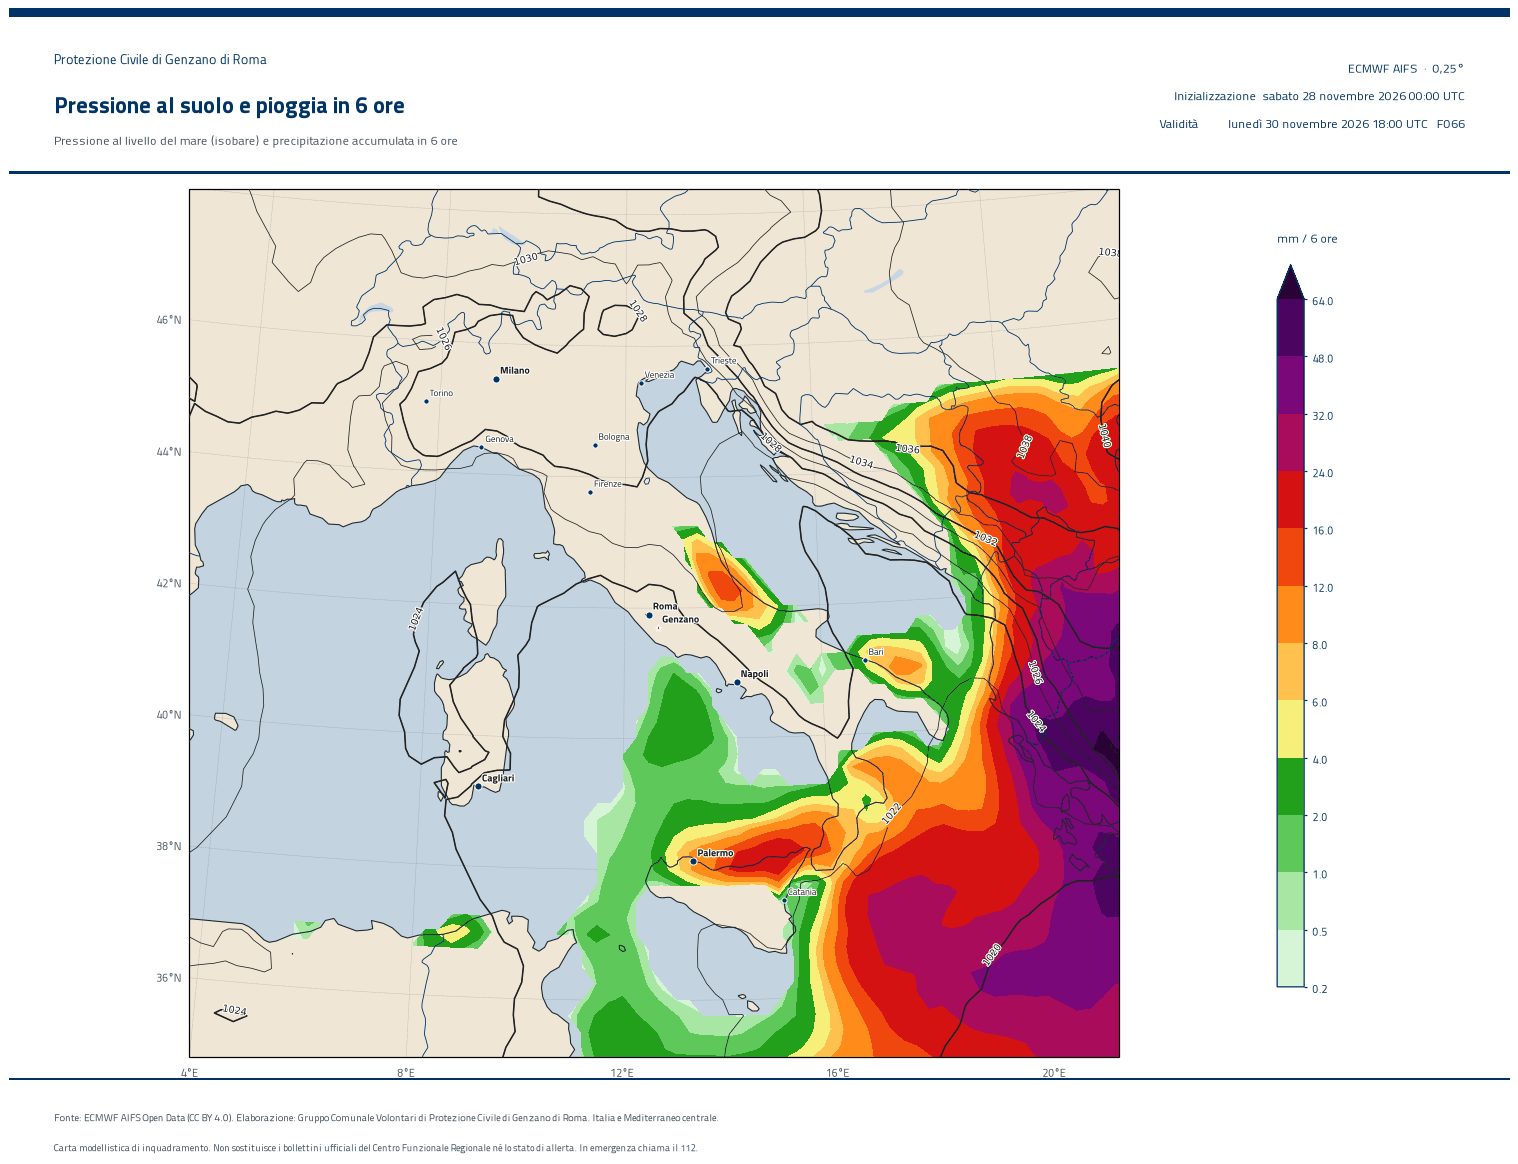 Protezione Civile di Genzano di Roma
Pressione al suolo e pioggia in 6 ore
Pressione al livello del mare (isobare) e precipitazione accumulata in 6 ore
ECMWF AIFS · 0,25°
Inizializzazione sabato 28 novembre 2026 00:00 UTC
Validità lunedì 30 novembre 2026 18:00 UTC F066
mm / 6 ore
64.0
48.0
32.0
24.0
16.0
12.0
8.0
6.0
4.0
2.0
1.0
0.5
0.2
46°N
44°N
42°N
40°N
38°N
36°N
4°E
8°E
12°E
16°E
20°E
1030
1028
1026
Milano
Torino
Venezia
Trieste
Genova
Bologna
Firenze
1028
1034
1036
1038
1040
1032
1024
Roma
Genzano
Napoli
Bari
1026
1024
Cagliari
1022
Palermo
Catania
1020
1024
Fonte: ECMWF AIFS Open Data (CC BY 4.0). Elaborazione: Gruppo Comunale Volontari di Protezione Civile di Genzano di Roma. Italia e Mediterraneo centrale.
Carta modellistica di inquadramento. Non sostituisce i bollettini ufficiali del Centro Funzionale Regionale né lo stato di allerta. In emergenza chiama il 112.